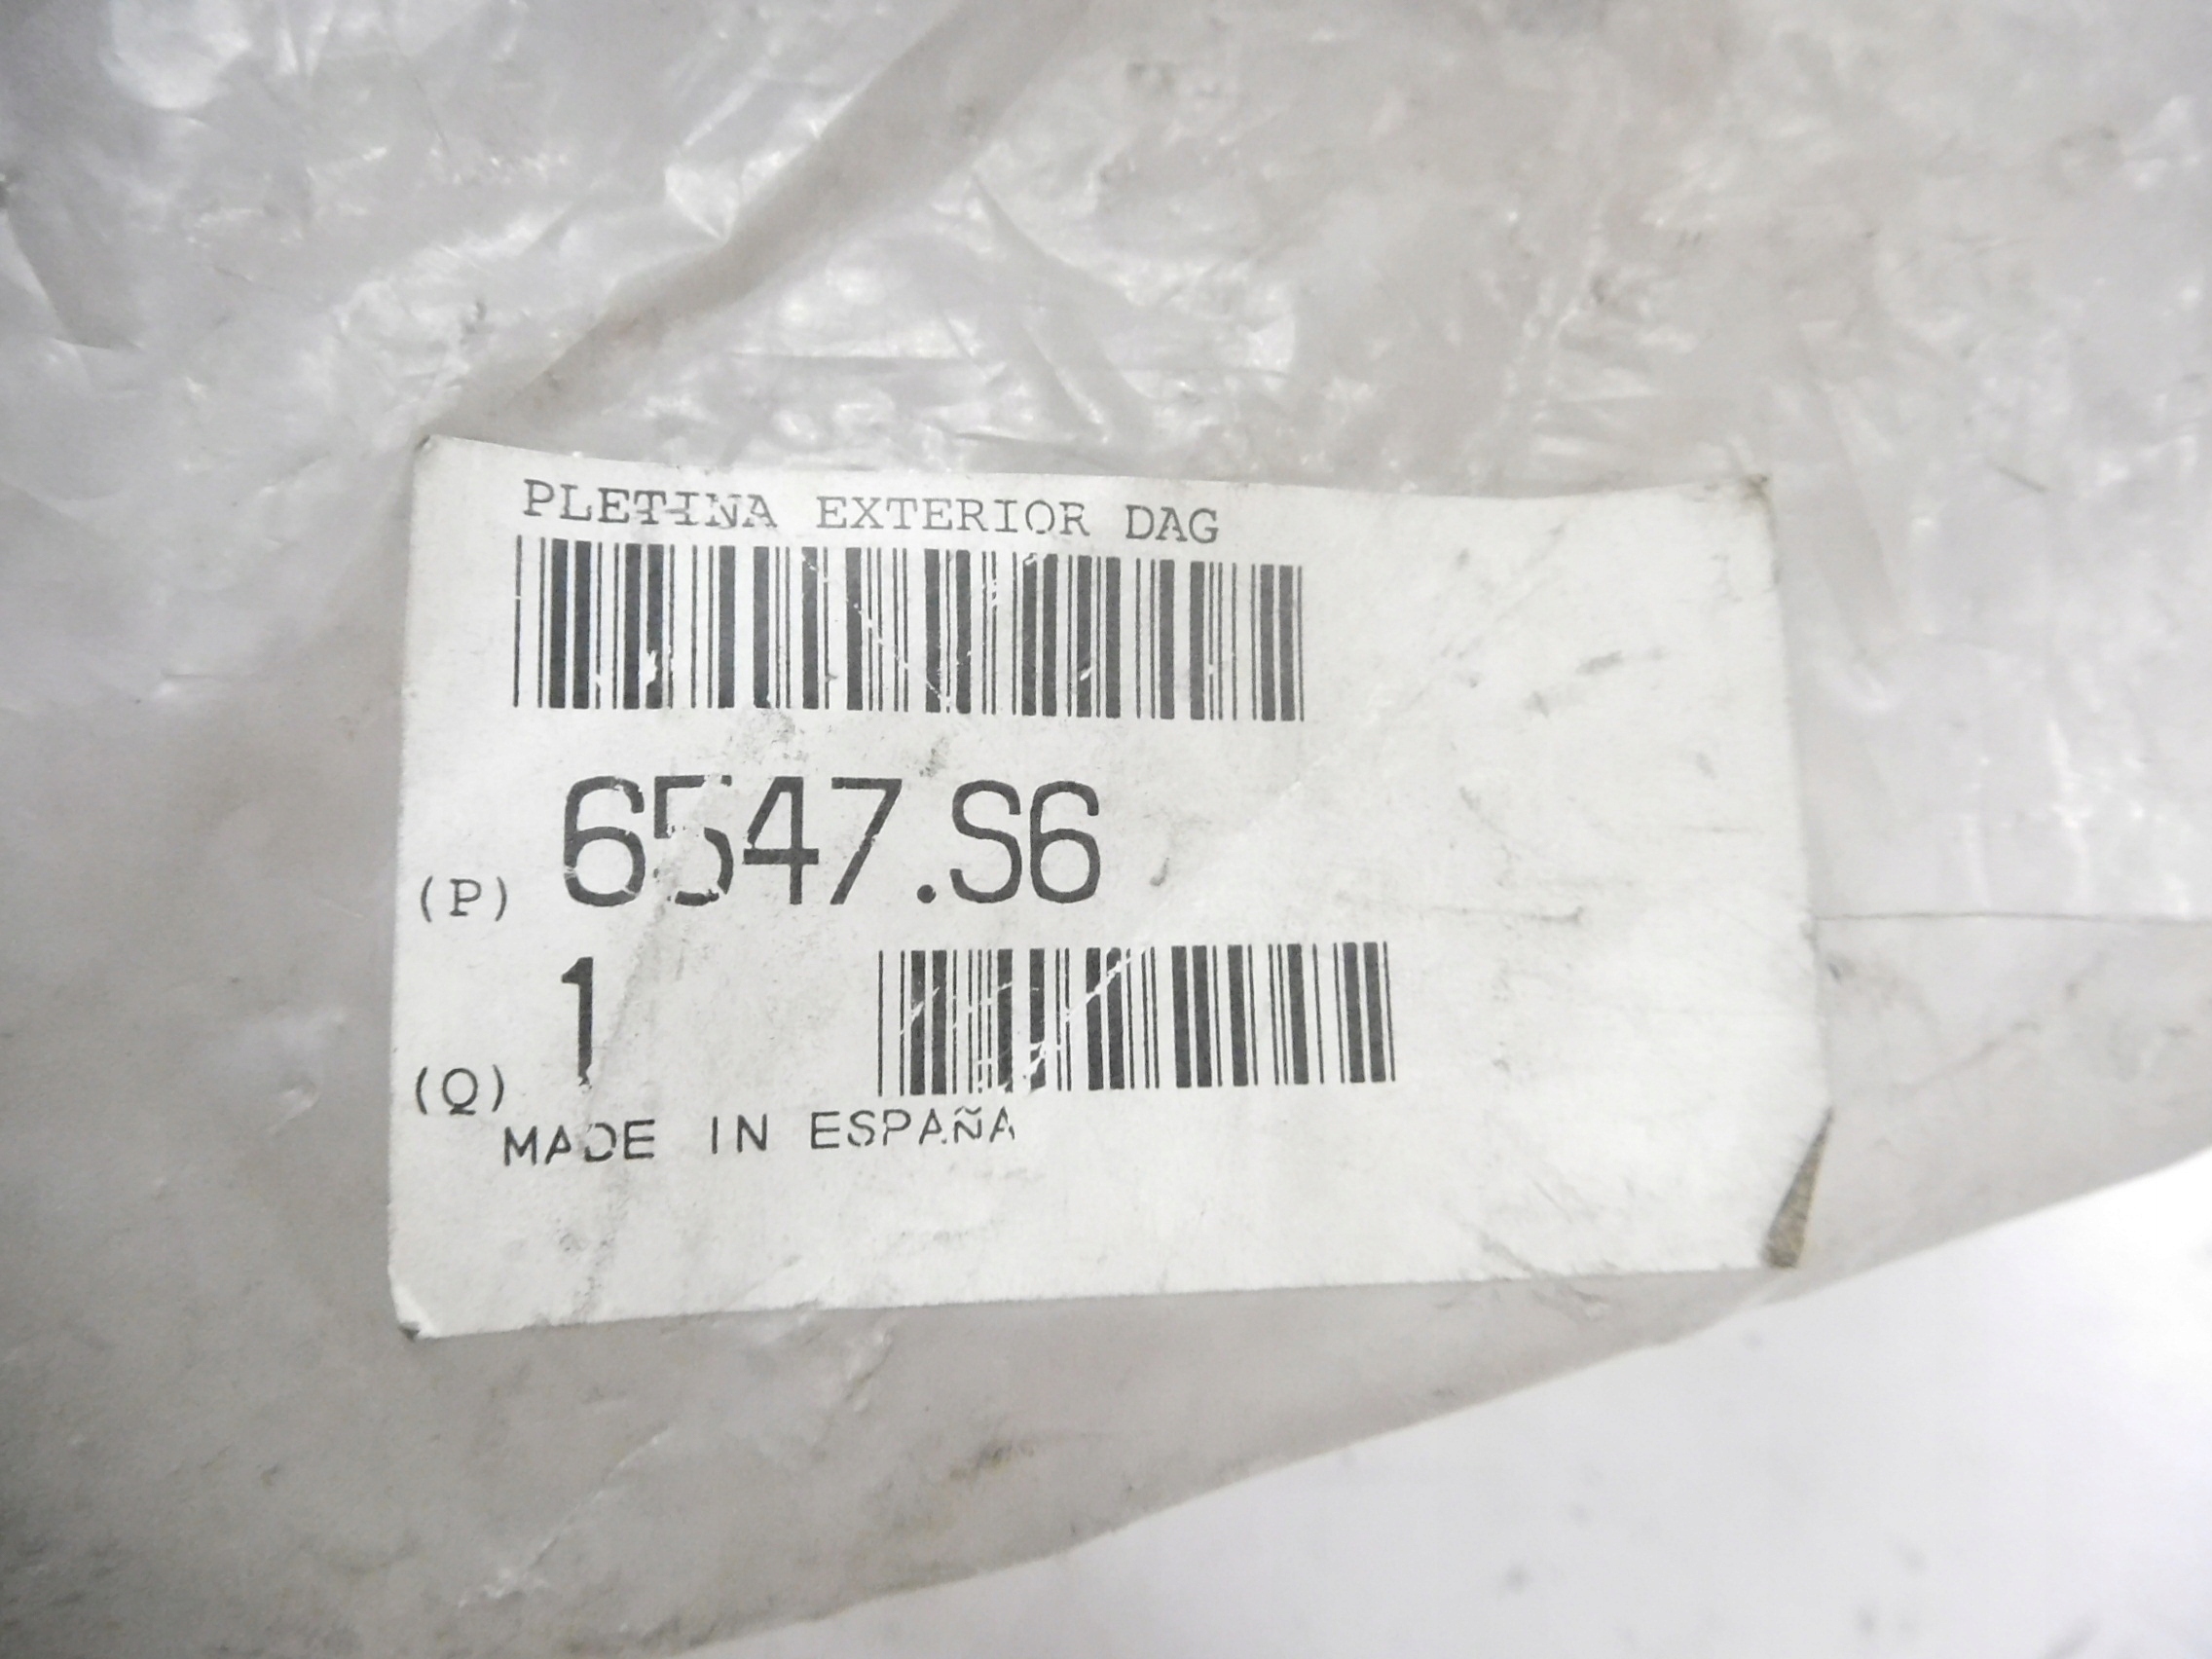 PLETINA EXTERIOR DAG
(P) 6547.S6
(Q) 1
MADE IN ESPAÑA